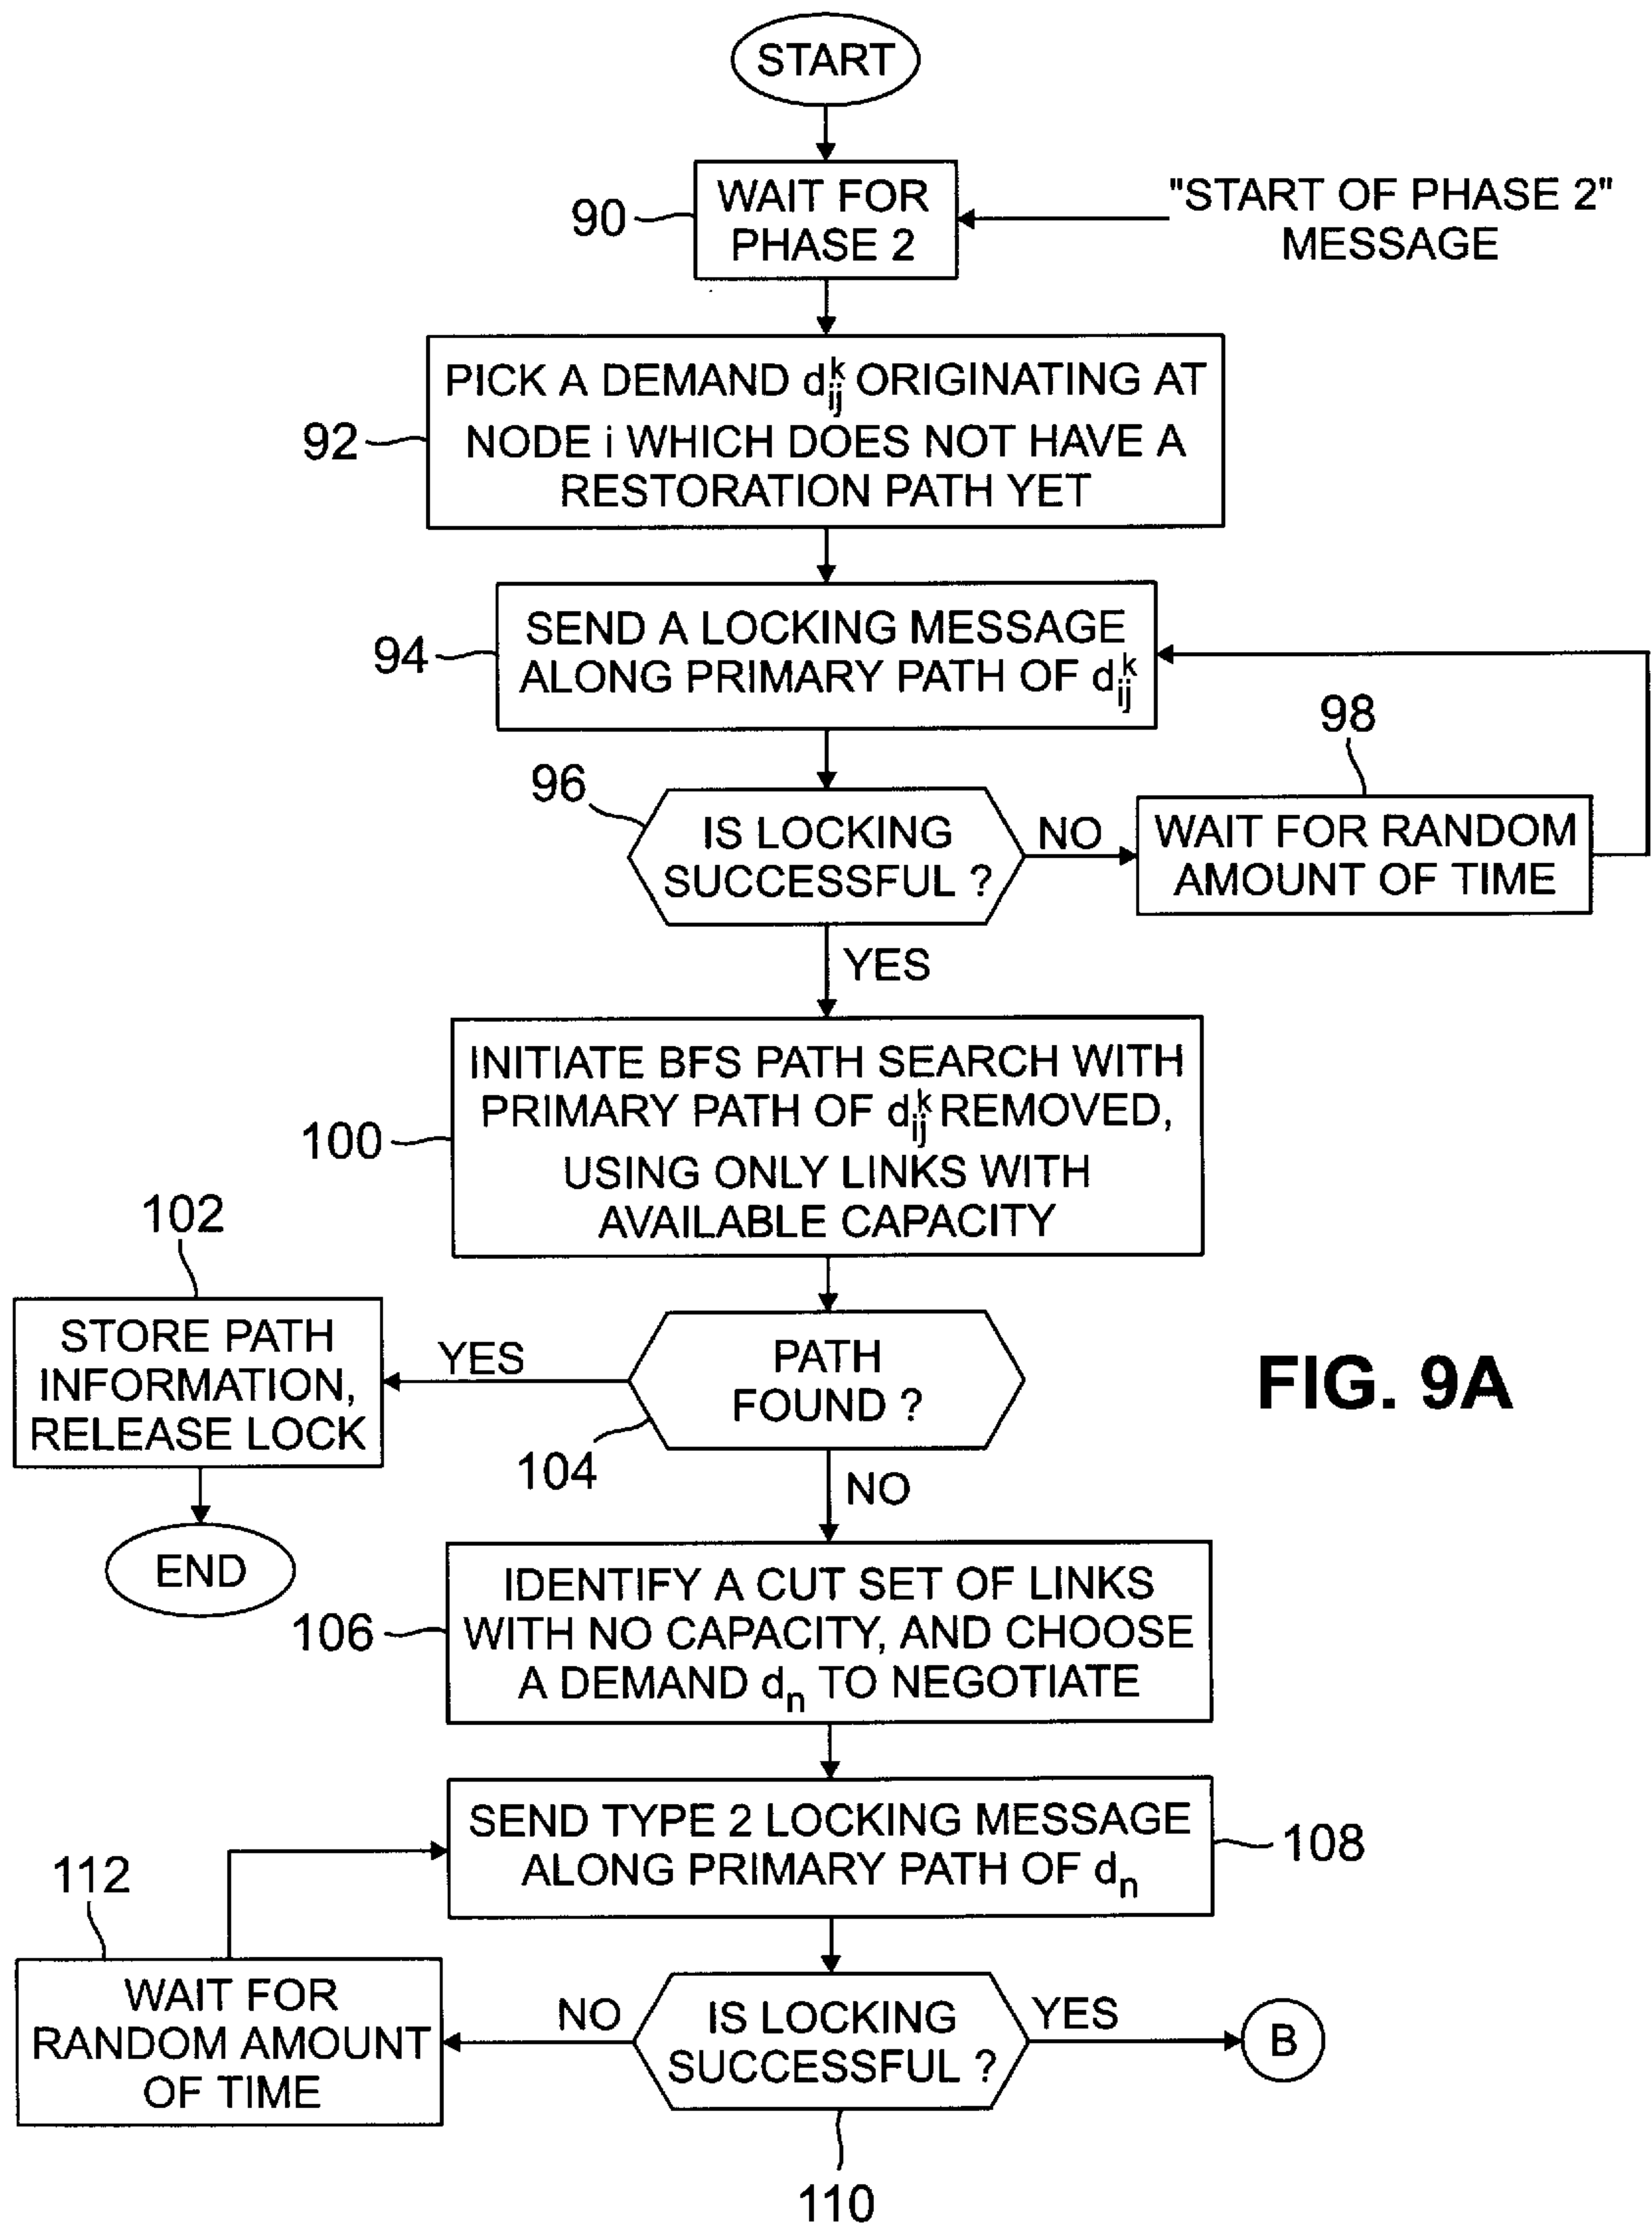 START
WAIT FOR
PHASE 2
90
"START OF PHASE 2"
MESSAGE
PICK A DEMAND d^k_ij ORIGINATING AT
NODE i WHICH DOES NOT HAVE A
RESTORATION PATH YET
92
SEND A LOCKING MESSAGE
ALONG PRIMARY PATH OF d^k_ij
94
98
96
IS LOCKING
SUCCESSFUL ?
NO
WAIT FOR RANDOM
AMOUNT OF TIME
YES
INITIATE BFS PATH SEARCH WITH
PRIMARY PATH OF d^k_ij REMOVED,
USING ONLY LINKS WITH
AVAILABLE CAPACITY
100
102
STORE PATH
INFORMATION,
RELEASE LOCK
YES
PATH
FOUND ?
104
FIG. 9A
NO
END
IDENTIFY A CUT SET OF LINKS
WITH NO CAPACITY, AND CHOOSE
A DEMAND d_n TO NEGOTIATE
106
SEND TYPE 2 LOCKING MESSAGE
ALONG PRIMARY PATH OF d_n
108
112
WAIT FOR
RANDOM AMOUNT
OF TIME
NO
IS LOCKING
SUCCESSFUL ?
YES
B
110